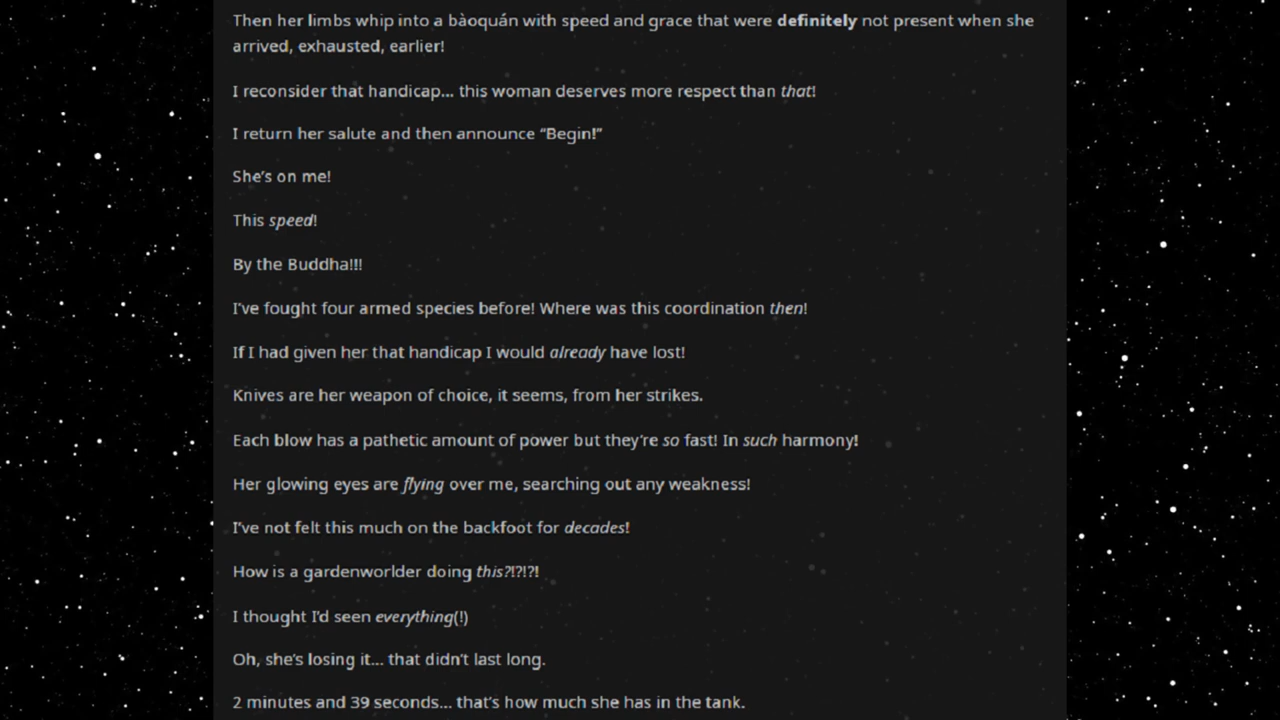 Then her limbs whip into a bàoquán with speed and grace that were definitely not present when she
arrived, exhausted, earlier!
I reconsider that handicap... this woman deserves more respect than that!
I return her salute and then announce “Begin!”
She’s on me!
This speed!
By the Buddha!!!
I’ve fought four armed species before! Where was this coordination then!
If I had given her that handicap I would already have lost!
Knives are her weapon of choice, it seems, from her strikes.
Each blow has a pathetic amount of power but they’re so fast! In such harmony!
Her glowing eyes are flying over me, searching out any weakness!
I’ve not felt this much on the backfoot for decades!
How is a gardenworlder doing this?!?!?!
I thought I’d seen everything(!)
Oh, she’s losing it... that didn’t last long.
2 minutes and 39 seconds... that’s how much she has in the tank.